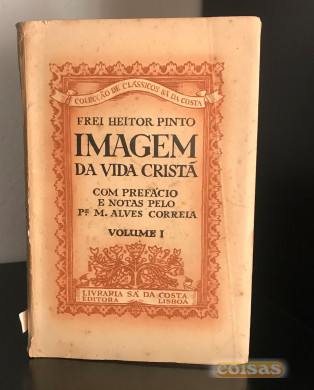 COLECÇÃO DE CLÁSSICOS SÁ DA COSTA
FREI HEITOR PINTO
IMAGEM
DA VIDA CRISTÃ
COM PREFÁCIO
E NOTAS PELO
Pᴱ M. ALVES CORREIA
VOLUME I
LIVRARIA SÁ DA COSTA
EDITORA LISBOA
coisas